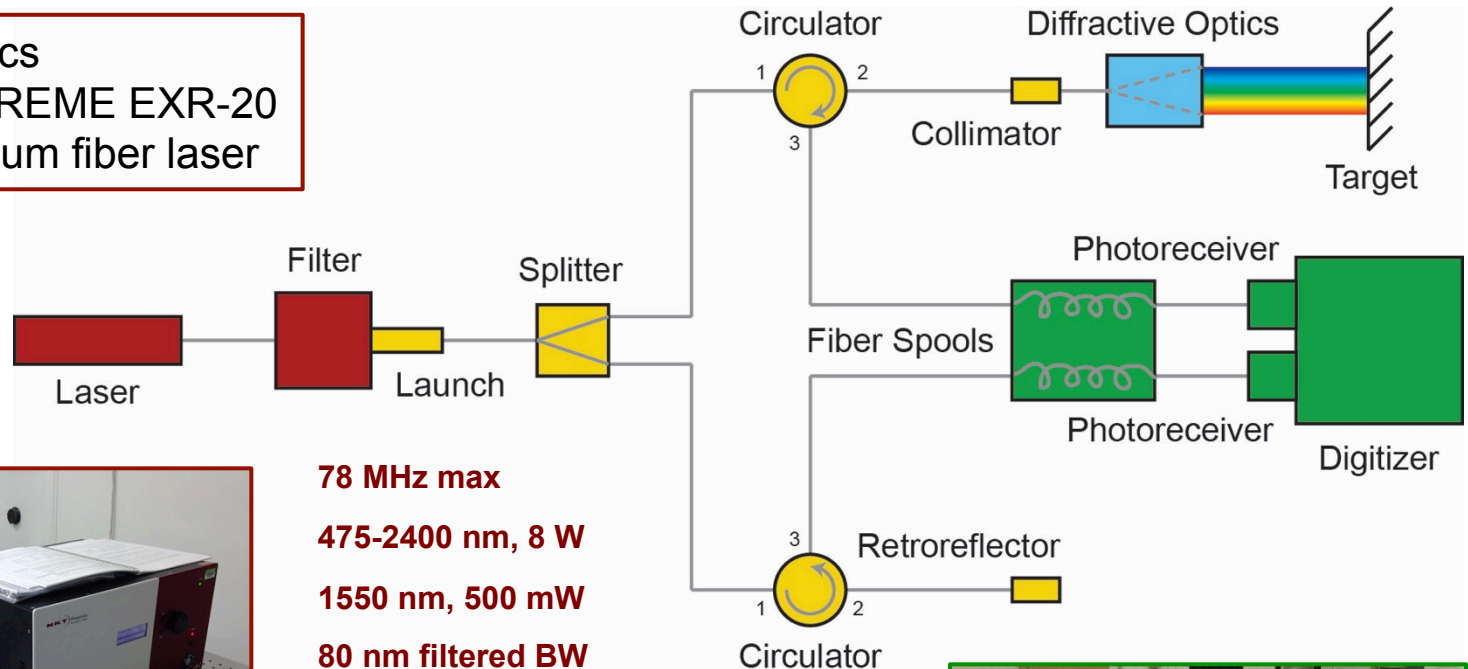 cs
REME EXR-20
um fiber laser
Circulator
1
2
3
Diffractive Optics
Collimator
Target
Filter
Splitter
Laser
Launch
Photoreceiver
Fiber Spools
Photoreceiver
Digitizer
78 MHz max
475-2400 nm, 8 W
1550 nm, 500 mW
80 nm filtered BW
3
1
2
Retroreflector
Circulator
NKT Photonics